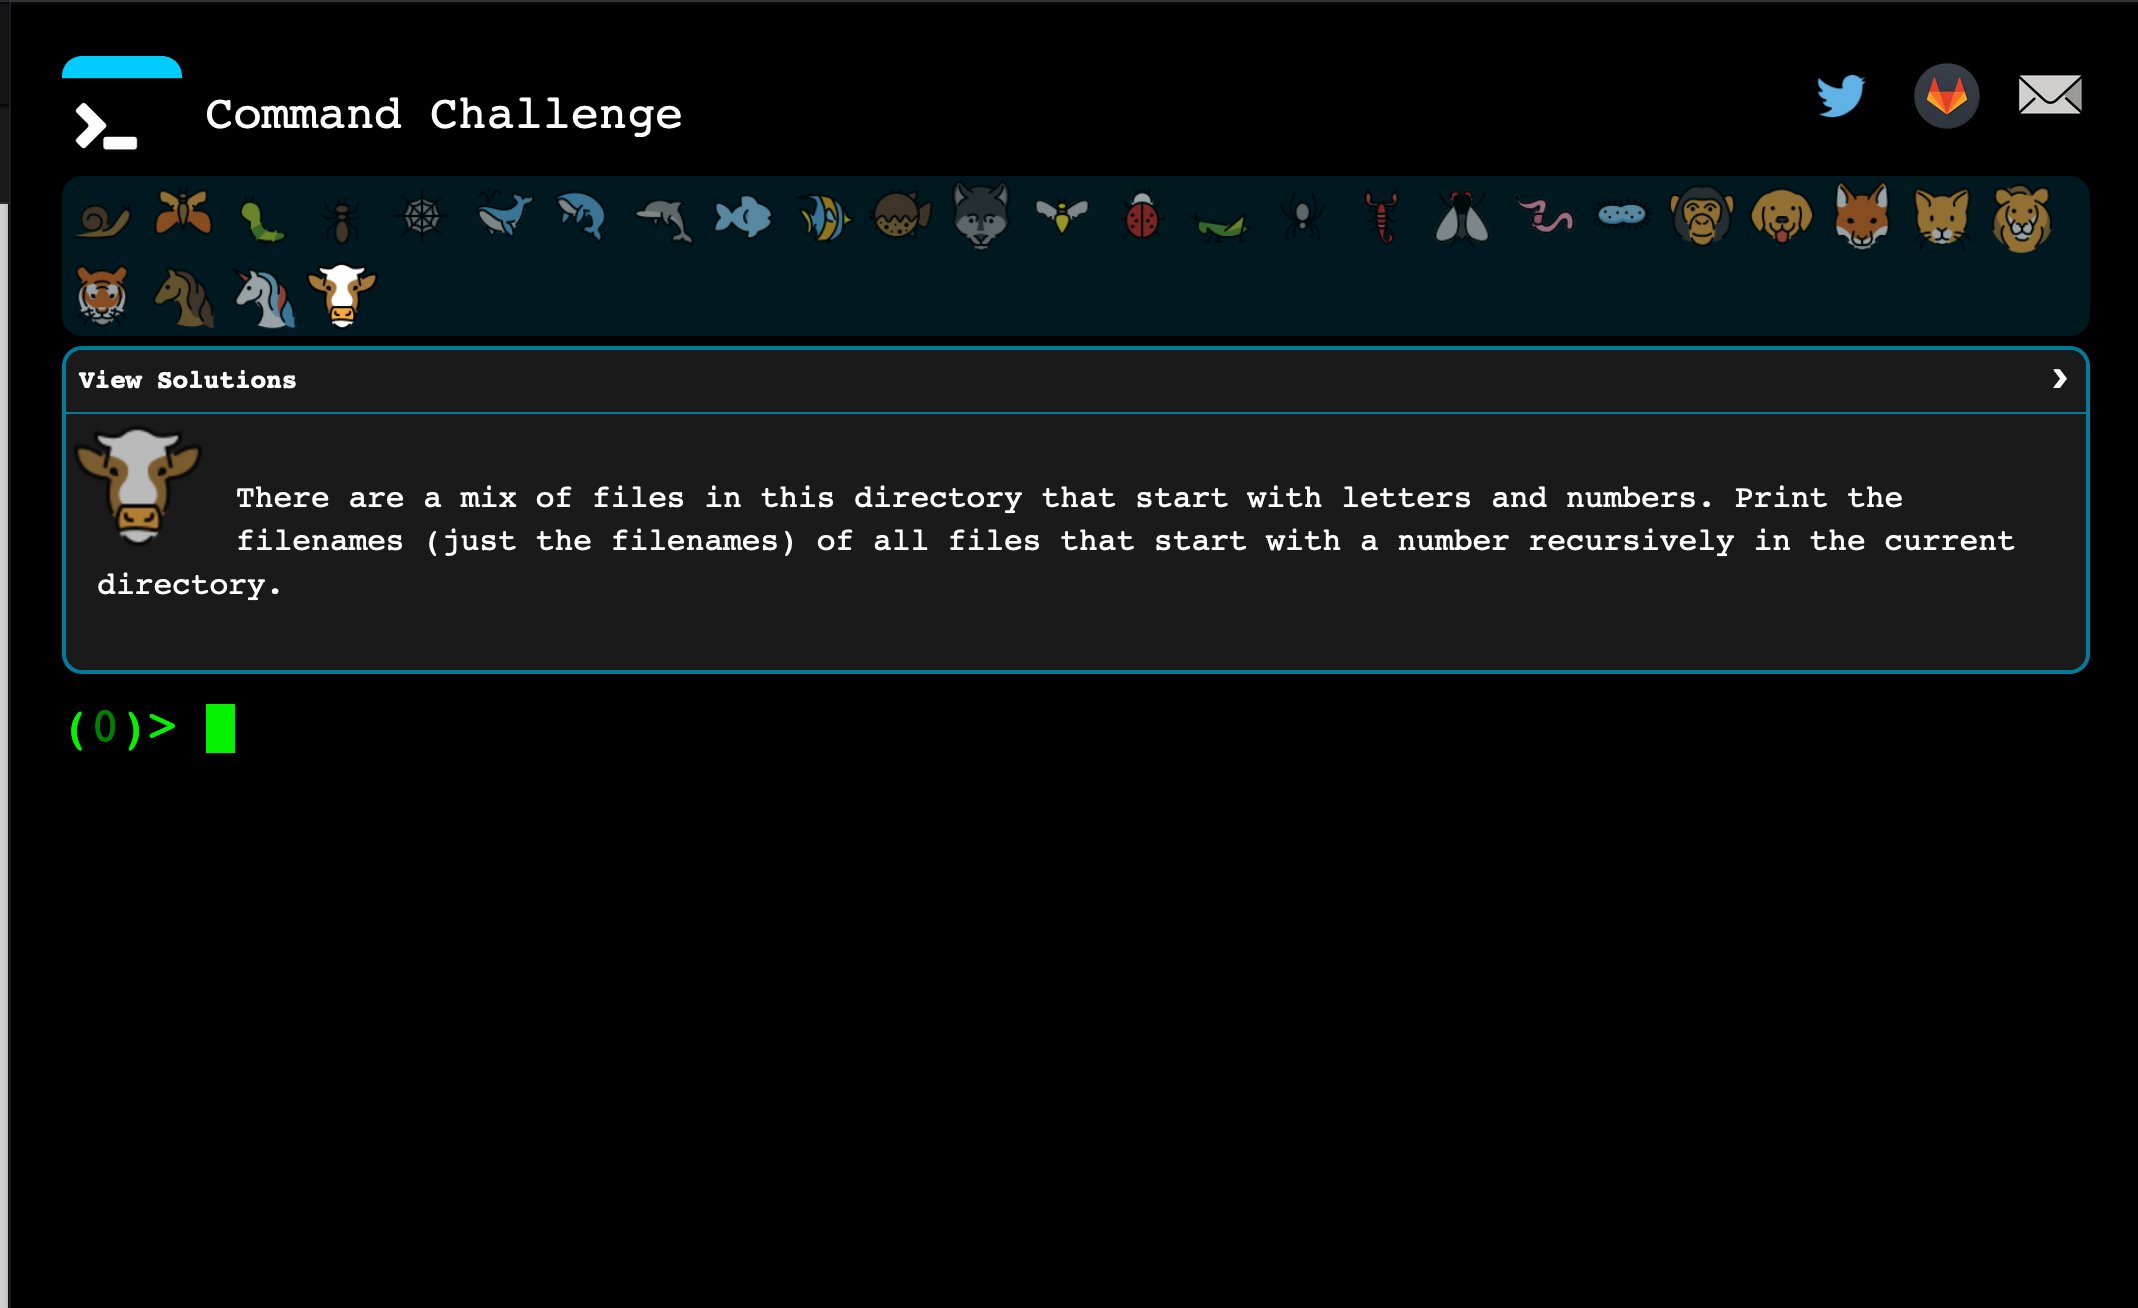 Command Challenge
View Solutions
There are a mix of files in this directory that start with letters and numbers. Print the
filenames (just the filenames) of all files that start with a number recursively in the current
directory.
(0)>